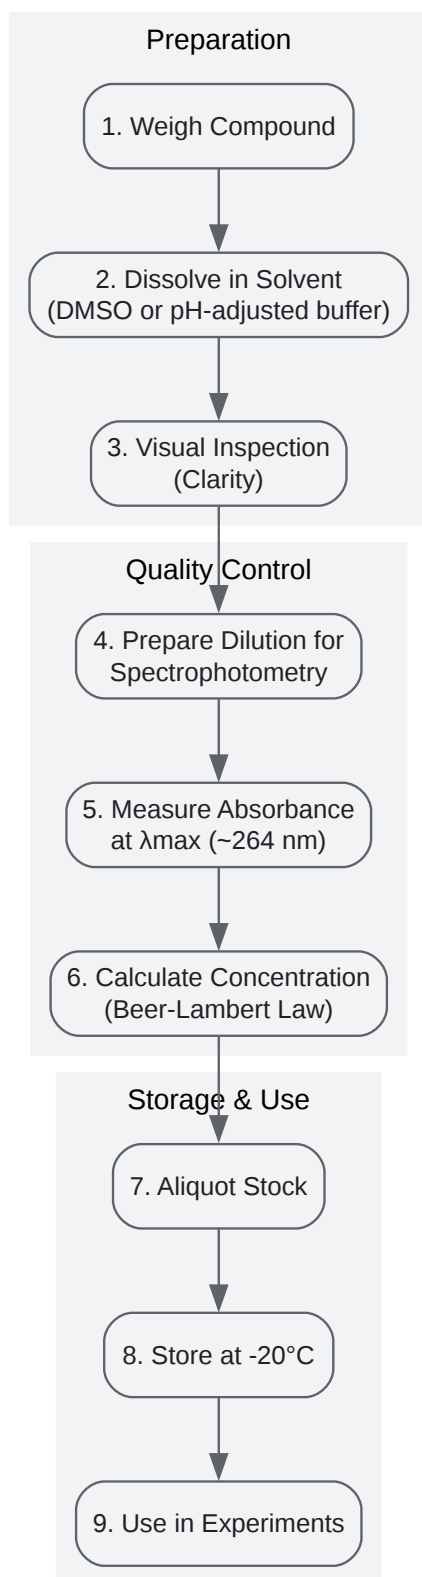 Preparation
1. Weigh Compound
2. Dissolve in Solvent
(DMSO or pH-adjusted buffer)
3. Visual Inspection
(Clarity)
Quality Control
4. Prepare Dilution for
Spectrophotometry
5. Measure Absorbance
at λmax (~264 nm)
6. Calculate Concentration
(Beer-Lambert Law)
Storage & Use
7. Aliquot Stock
8. Store at -20°C
9. Use in Experiments